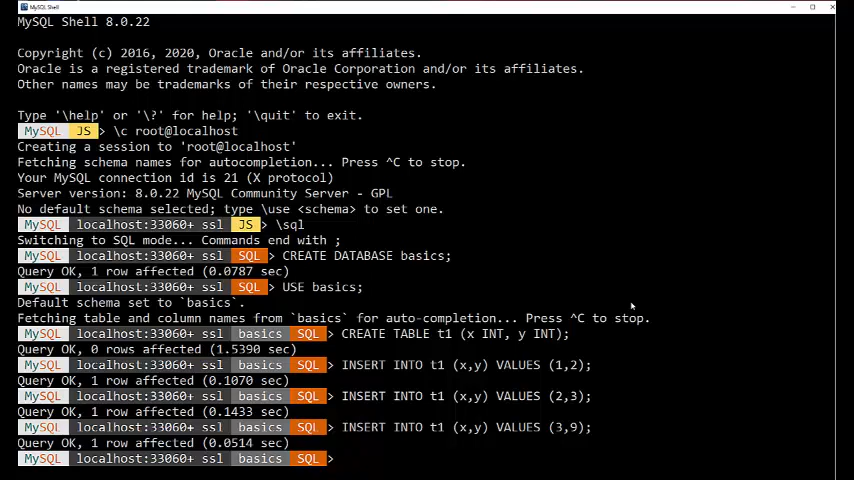 MySQL Shell
MySQL Shell 8.0.22
Copyright (c) 2016, 2020, Oracle and/or its affiliates.
Oracle is a registered trademark of Oracle Corporation and/or its affiliates.
Other names may be trademarks of their respective owners.
Type '\help' or '\?' for help; '\quit' to exit.
MySQL JS > \c root@localhost
Creating a session to 'root@localhost'
Fetching schema names for autocompletion... Press ^C to stop.
Your MySQL connection id is 21 (X protocol)
Server version: 8.0.22 MySQL Community Server - GPL
No default schema selected; type \use <schema> to set one.
MySQL localhost:33060+ ssl JS > \sql
Switching to SQL mode... Commands end with ;
MySQL localhost:33060+ ssl SQL > CREATE DATABASE basics;
Query OK, 1 row affected (0.0787 sec)
MySQL localhost:33060+ ssl SQL > USE basics;
Default schema set to `basics`.
Fetching table and column names from `basics` for auto-completion... Press ^C to stop.
MySQL localhost:33060+ ssl basics SQL > CREATE TABLE t1 (x INT, y INT);
Query OK, 0 rows affected (1.5390 sec)
MySQL localhost:33060+ ssl basics SQL > INSERT INTO t1 (x,y) VALUES (1,2);
Query OK, 1 row affected (0.1070 sec)
MySQL localhost:33060+ ssl basics SQL > INSERT INTO t1 (x,y) VALUES (2,3);
Query OK, 1 row affected (0.1433 sec)
MySQL localhost:33060+ ssl basics SQL > INSERT INTO t1 (x,y) VALUES (3,9);
Query OK, 1 row affected (0.0514 sec)
MySQL localhost:33060+ ssl basics SQL >